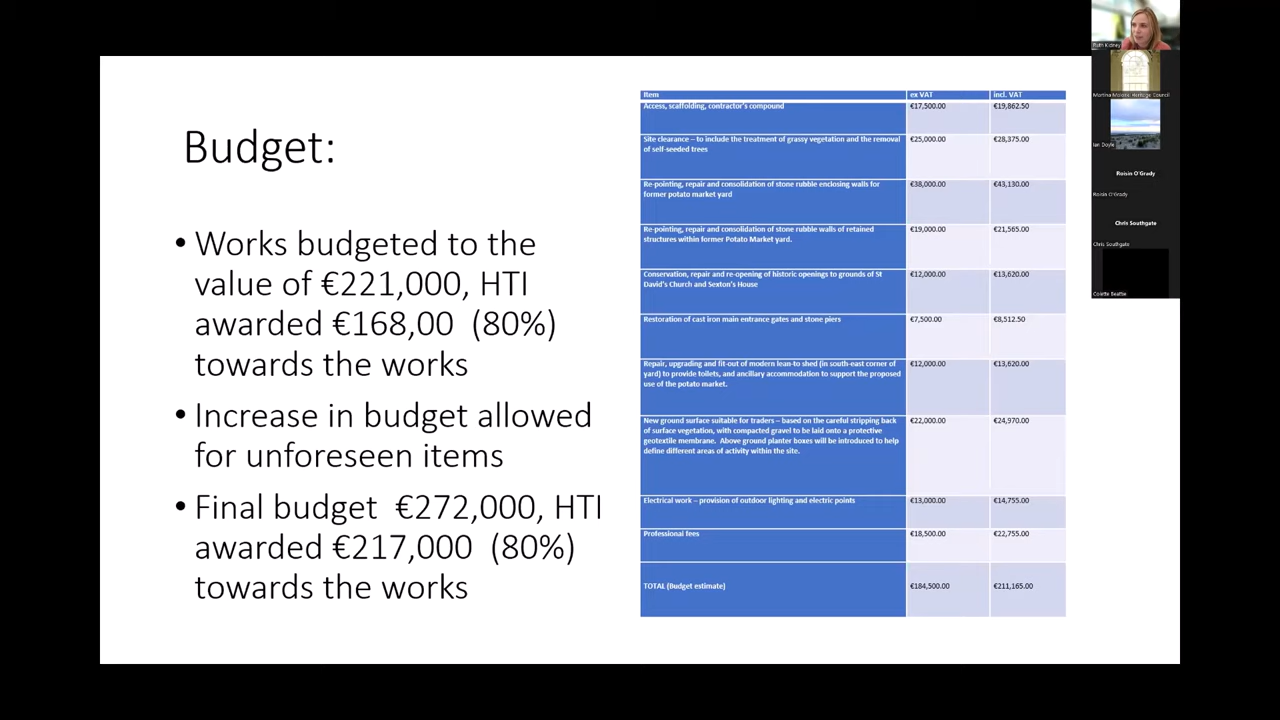 Budget:
• Works budgeted to the
value of €221,000, HTI
awarded €168,00 (80%)
towards the works
• Increase in budget allowed
for unforeseen items
• Final budget €272,000, HTI
awarded €217,000 (80%)
towards the works
Item ex VAT incl. VAT
Access, scaffolding, contractor's compound €17,500.00 €19,862.50
Site clearance – to include the treatment of grassy vegetation and the removal €25,000.00 €28,375.00
of self-seeded trees
Re-pointing, repair and consolidation of stone rubble enclosing walls for €38,000.00 €43,130.00
former potato market yard
Re-pointing, repair and consolidation of stone rubble walls of retained €19,000.00 €21,565.00
structures within former Potato Market yard.
Conservation, repair and re-opening of historic openings to grounds of St €12,000.00 €13,620.00
David's Church and Sexton's House
Restoration of cast iron main entrance gates and stone piers €7,500.00 €8,512.50
Repair, upgrading and fit-out of modern lean-to shed (in south-east corner of €12,000.00 €13,620.00
yard) to provide toilets, and ancillary accommodation to support the proposed
use of the potato market.
New ground surface suitable for traders – based on the careful stripping back €22,000.00 €24,970.00
of surface vegetation, with compacted gravel to be laid onto a protective
geotextile membrane. Above ground planter boxes will be introduced to help
define different areas of activity within the site.
Electrical work – provision of outdoor lighting and electric points €13,000.00 €14,755.00
Professional fees €18,500.00 €22,755.00
TOTAL (Budget estimate) €184,500.00 €211,165.00
Ruth Kidney
Martina Moloney, Heritage Council
Ian Doyle
Roisin O'Grady
Roisin O'Grady
Chris Southgate
Chris Southgate
Colette Beattie